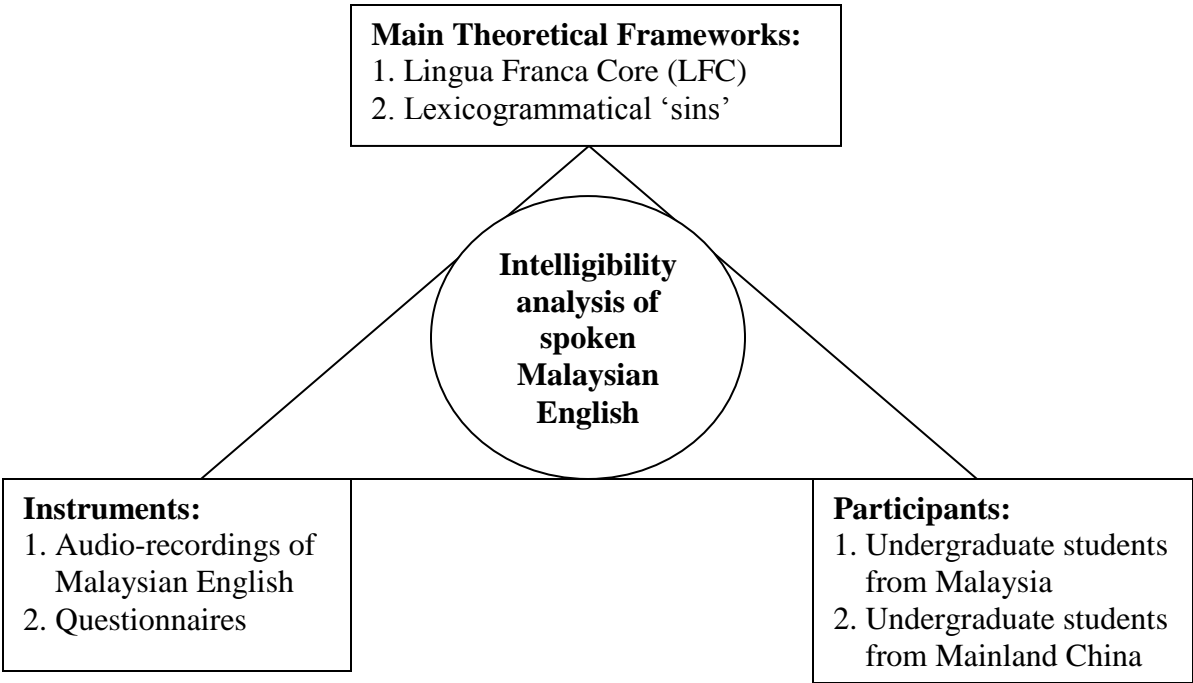 Main Theoretical Frameworks:
1. Lingua Franca Core (LFC)
2. Lexicogrammatical ‘sins’
Intelligibility
analysis of
spoken
Malaysian
English
Instruments:
1. Audio-recordings of
Malaysian English
2. Questionnaires
Participants:
1. Undergraduate students
from Malaysia
2. Undergraduate students
from Mainland China